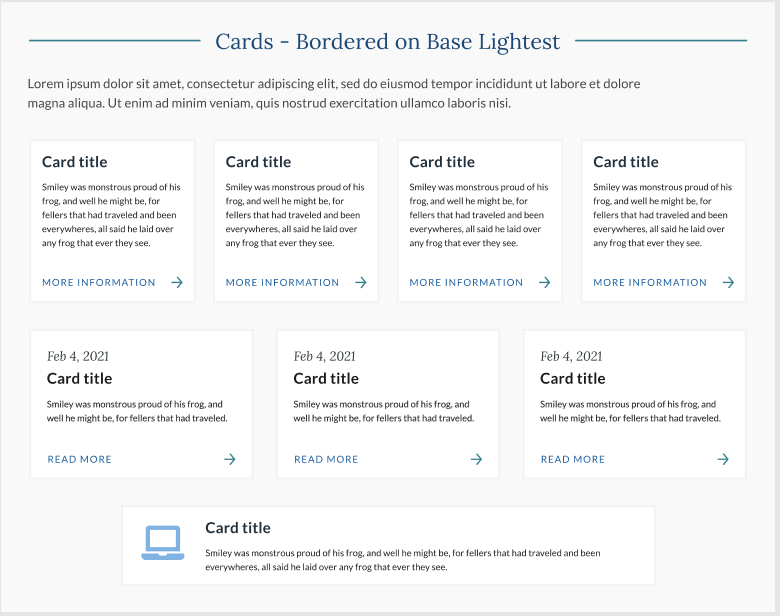 Cards - Bordered on Base Lightest
Lorem ipsum dolor sit amet, consectetur adipiscing elit, sed do eiusmod tempor incididunt ut labore et dolore
magna aliqua. Ut enim ad minim veniam, quis nostrud exercitation ullamco laboris nisi.
Card title
Smiley was monstrous proud of his
frog, and well he might be, for
fellers that had traveled and been
everywheres, all said he laid over
any frog that ever they see.
MORE INFORMATION
Card title
Smiley was monstrous proud of his
frog, and well he might be, for
fellers that had traveled and been
everywheres, all said he laid over
any frog that ever they see.
MORE INFORMATION
Card title
Smiley was monstrous proud of his
frog, and well he might be, for
fellers that had traveled and been
everywheres, all said he laid over
any frog that ever they see.
MORE INFORMATION
Card title
Smiley was monstrous proud of his
frog, and well he might be, for
fellers that had traveled and been
everywheres, all said he laid over
any frog that ever they see.
MORE INFORMATION
Feb 4, 2021
Card title
Smiley was monstrous proud of his frog, and
well he might be, for fellers that had traveled.
READ MORE
Feb 4, 2021
Card title
Smiley was monstrous proud of his frog, and
well he might be, for fellers that had traveled.
READ MORE
Feb 4, 2021
Card title
Smiley was monstrous proud of his frog, and
well he might be, for fellers that had traveled.
READ MORE
Card title
Smiley was monstrous proud of his frog, and well he might be, for fellers that had traveled and been
everywheres, all said he laid over any frog that ever they see.